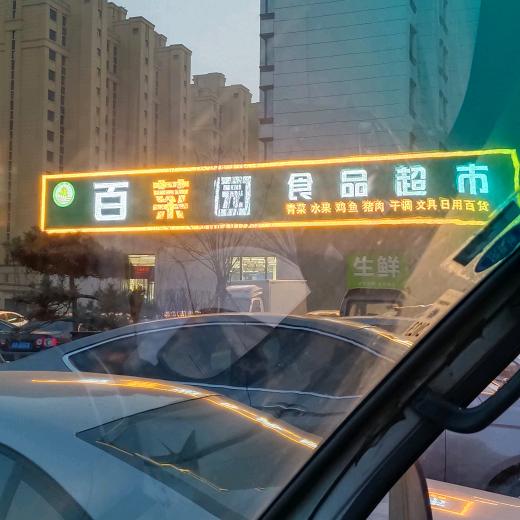 百菜园 食品超市
青菜 水果 鸡鱼 猪肉 干调 文具日用百货
生鲜